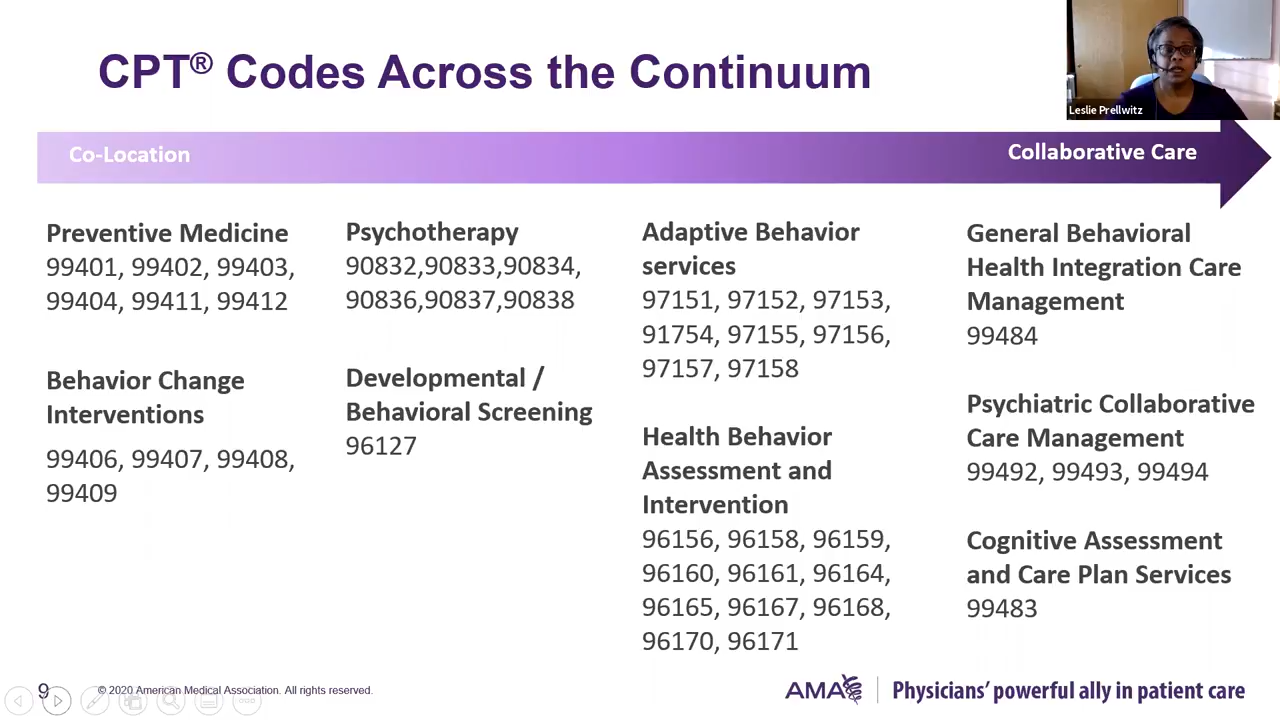 CPT® Codes Across the Continuum
Leslie Prellwitz
Co-Location
Collaborative Care
Preventive Medicine
99401, 99402, 99403,
99404, 99411, 99412
Behavior Change
Interventions
99406, 99407, 99408,
99409
Psychotherapy
90832,90833,90834,
90836,90837,90838
Developmental /
Behavioral Screening
96127
Adaptive Behavior
services
97151, 97152, 97153,
91754, 97155, 97156,
97157, 97158
Health Behavior
Assessment and
Intervention
96156, 96158, 96159,
96160, 96161, 96164,
96165, 96167, 96168,
96170, 96171
General Behavioral
Health Integration Care
Management
99484
Psychiatric Collaborative
Care Management
99492, 99493, 99494
Cognitive Assessment
and Care Plan Services
99483
9
© 2020 American Medical Association. All rights reserved.
AMA
Physicians' powerful ally in patient care